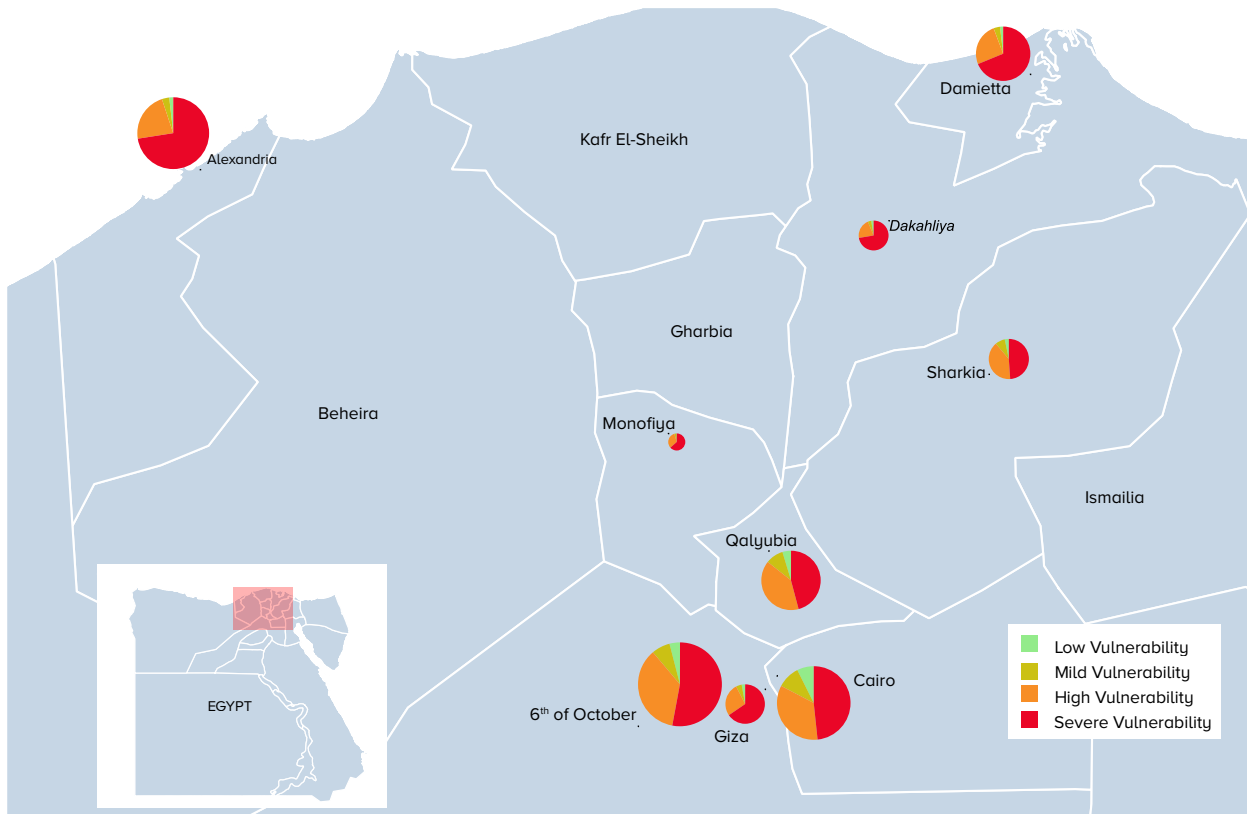 Damietta
Kafr El-Sheikh
Alexandria
Dakahliya
Gharbia
Sharkia
Beheira
Monofiya
Ismailia
Qalyubia
Low Vulnerability
Mild Vulnerability
High Vulnerability
Severe Vulnerability
Cairo
EGYPT
6th of October
Giza